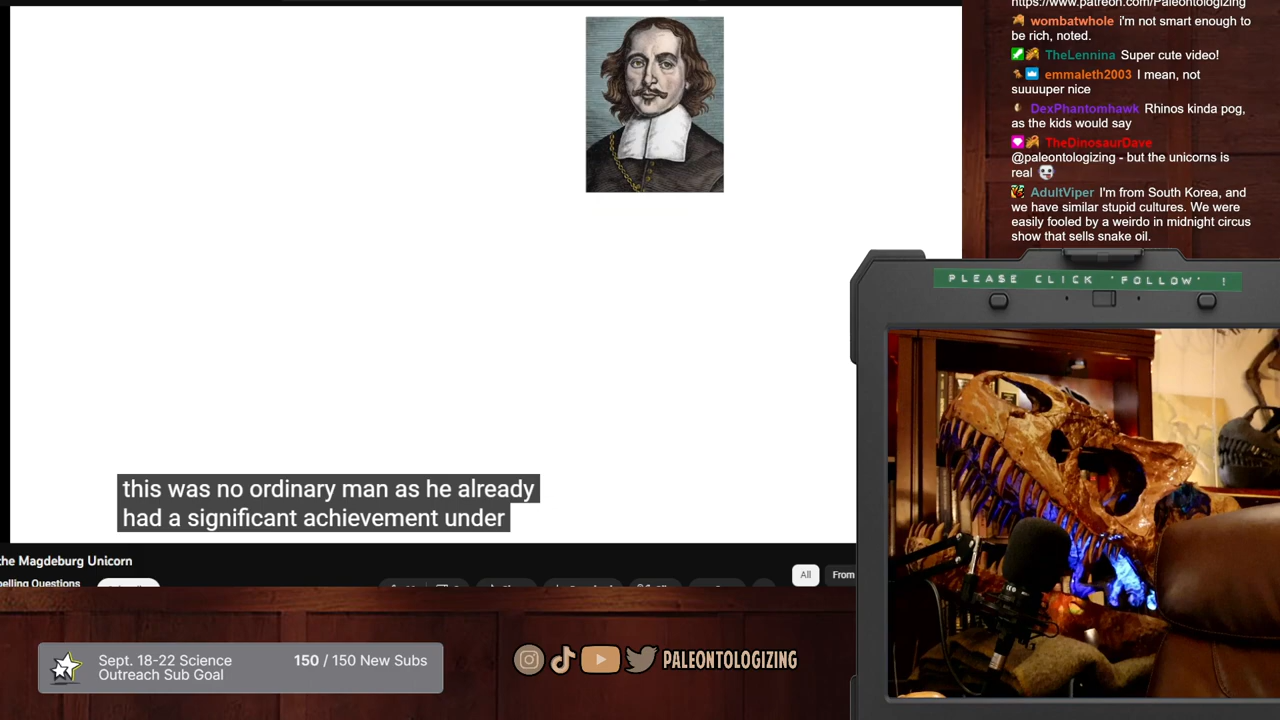 https://www.patreon.com/Paleontologizing
wombatwhole i'm not smart enough to
be rich, noted.
TheLennina Super cute video!
emmaleth2003 I mean, not
suuuuper nice
DexPhantomhawk Rhinos kinda pog,
as the kids would say
TheDinosaurDave
@paleontologizing - but the unicorns is
real
AdultViper I'm from South Korea, and
we have similar stupid cultures. We were
easily fooled by a weirdo in midnight circus
show that sells snake oil.
PLEASE CLICK 'FOLLOW' !
this was no ordinary man as he already
had a significant achievement under
the Magdeburg Unicorn
Questions
All From
Sept. 18-22 Science
Outreach Sub Goal
150 / 150 New Subs
PALEONTOLOGIZING